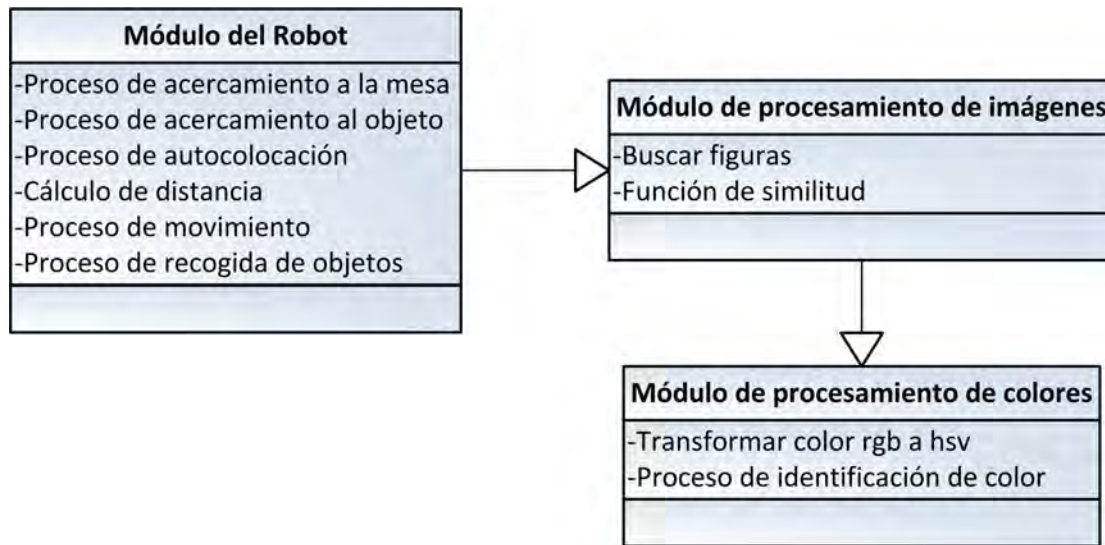 Módulo del Robot
-Proceso de acercamiento a la mesa
-Proceso de acercamiento al objeto
-Proceso de autocolocación
-Cálculo de distancia
-Proceso de movimiento
-Proceso de recogida de objetos
Módulo de procesamiento de imágenes
-Buscar figuras
-Función de similitud
Módulo de procesamiento de colores
-Transformar color rgb a hsv
-Proceso de identificación de color